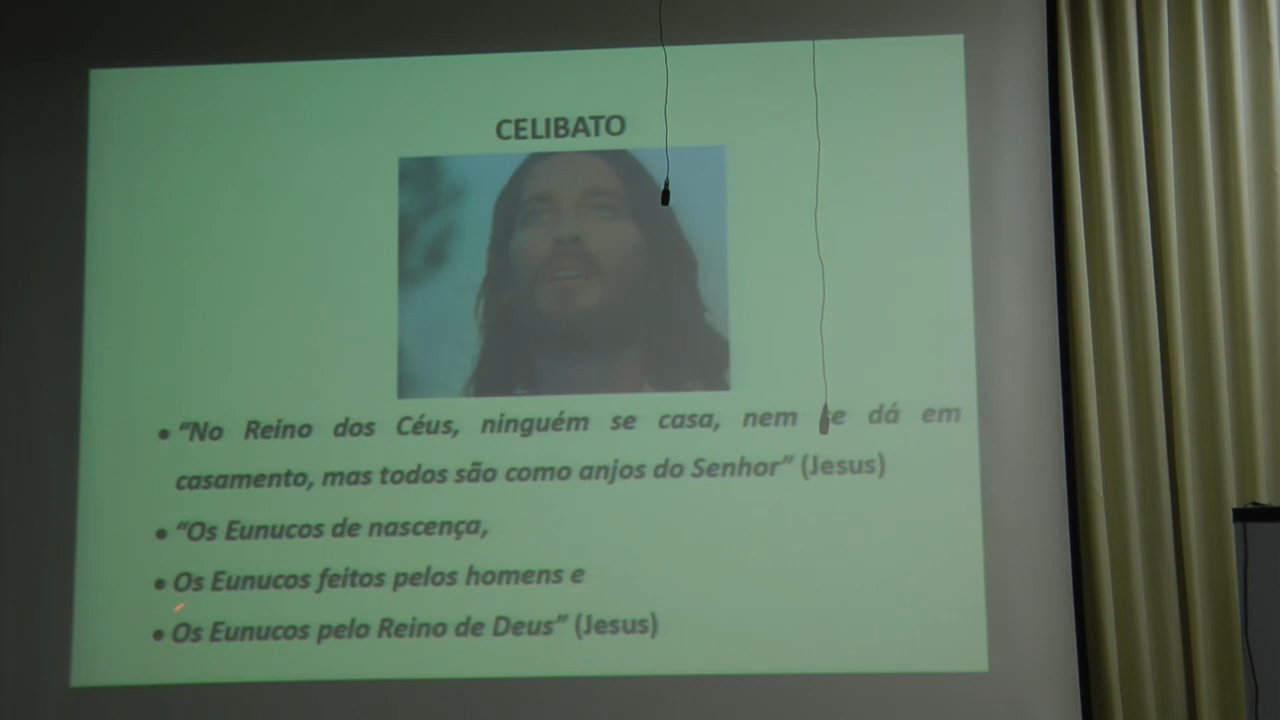 CELIBATO
• “No Reino dos Céus, ninguém se casa, nem se dá em
casamento, mas todos são como anjos do Senhor” (Jesus)
• “Os Eunucos de nascença,
• Os Eunucos feitos pelos homens e
• Os Eunucos pelo Reino de Deus” (Jesus)